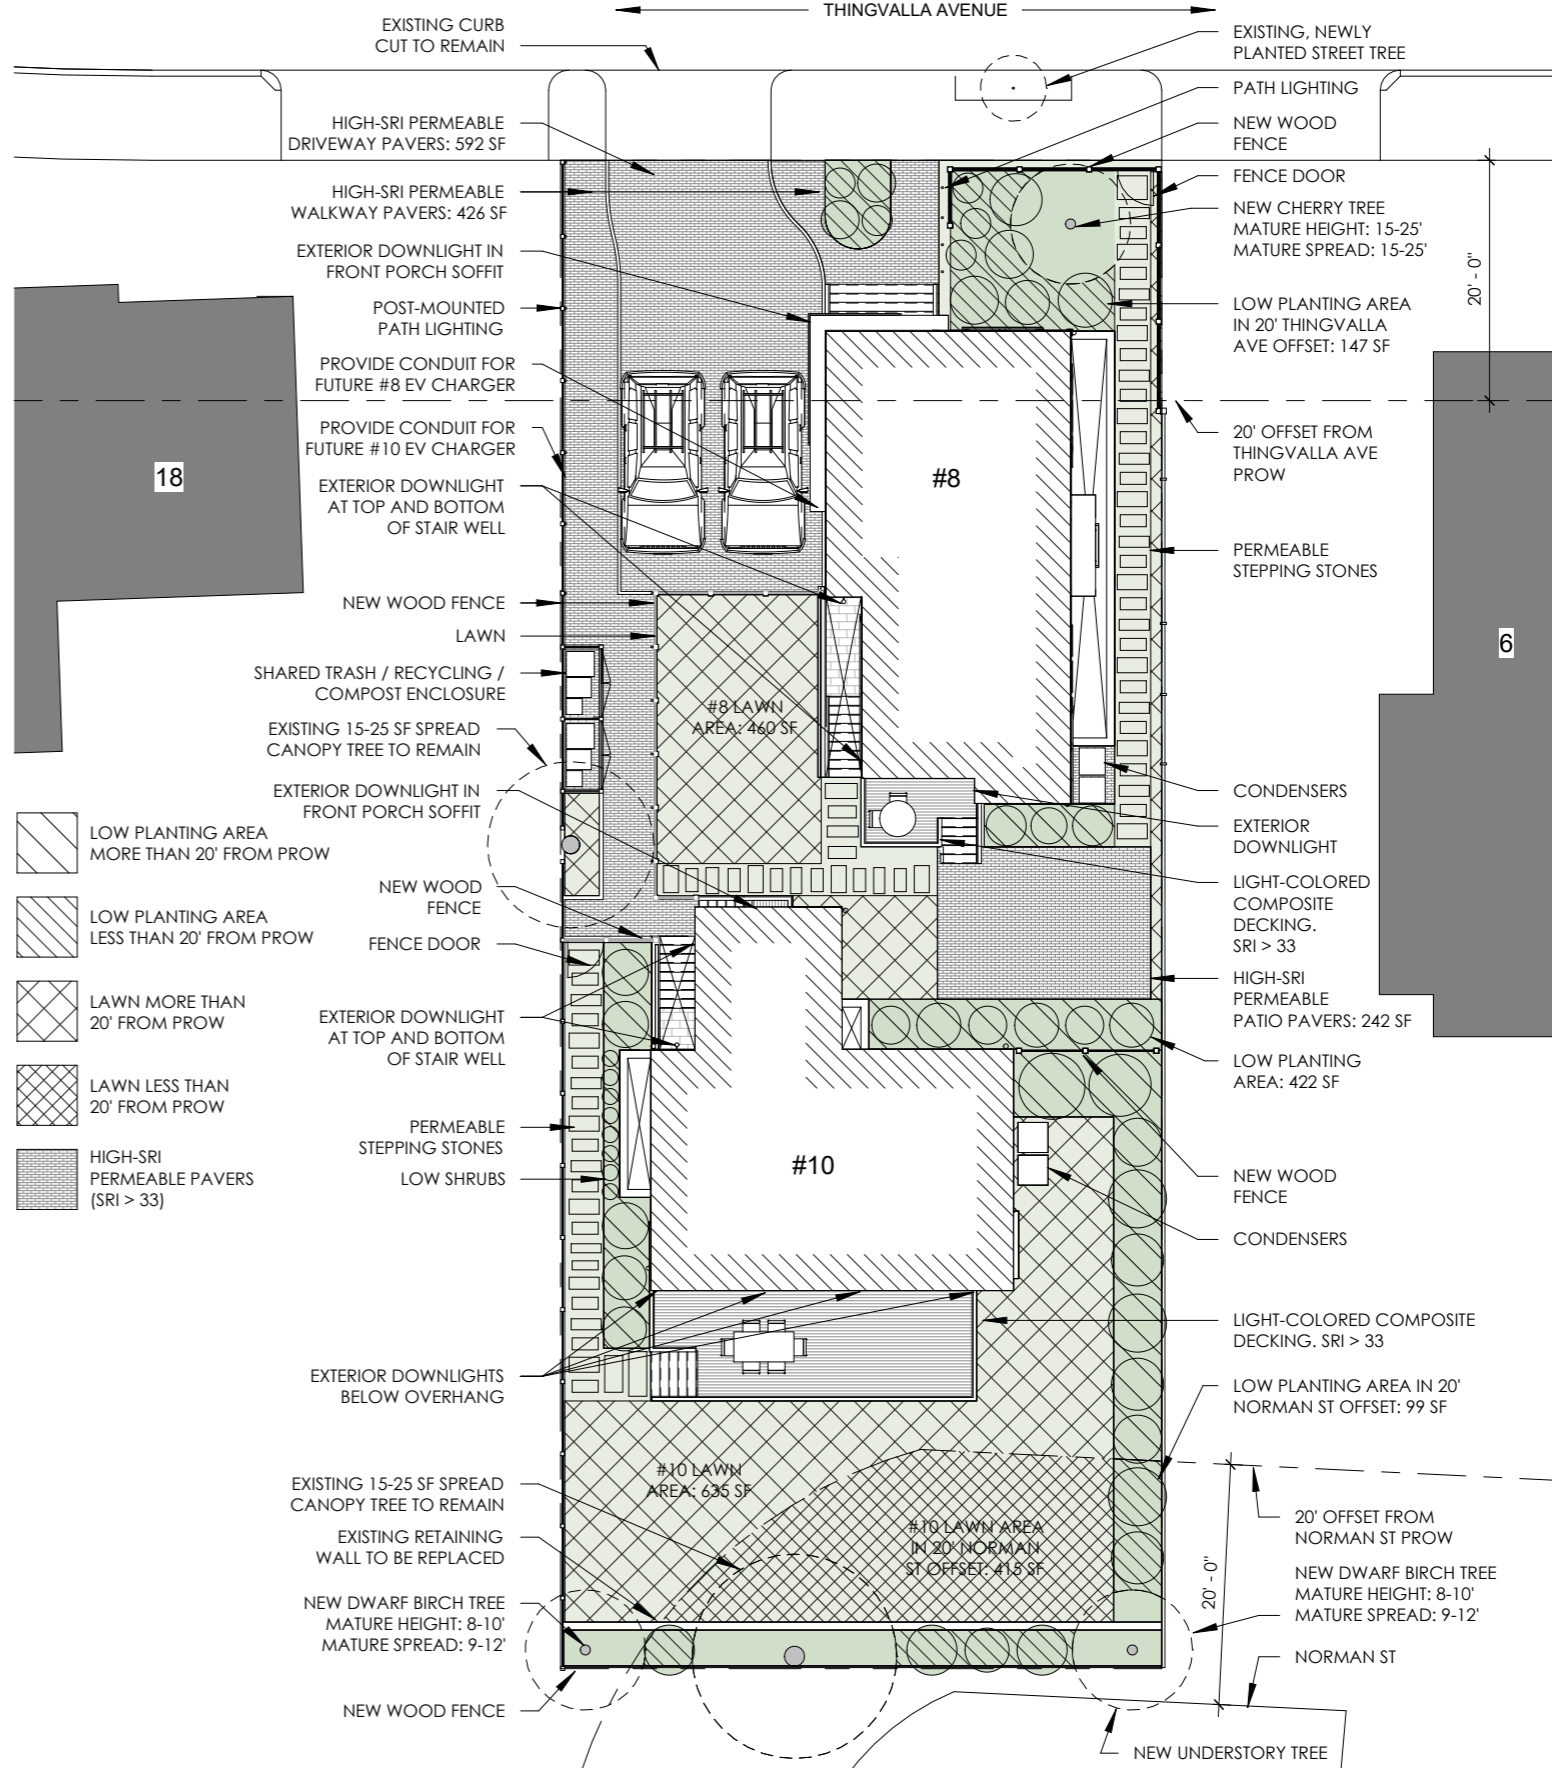 THINGVALLA AVENUE
EXISTING CURB
CUT TO REMAIN
HIGH-SRI PERMEABLE
DRIVEWAY PAVERS: 592 SF
HIGH-SRI PERMEABLE
WALKWAY PAVERS: 426 SF
EXTERIOR DOWNLIGHT IN
FRONT PORCH SOFFIT
POST-MOUNTED
PATH LIGHTING
PROVIDE CONDUIT FOR
FUTURE #8 EV CHARGER
PROVIDE CONDUIT FOR
FUTURE #10 EV CHARGER
EXTERIOR DOWNLIGHT
AT TOP AND BOTTOM
OF STAIR WELL
NEW WOOD FENCE
LAWN
SHARED TRASH / RECYCLING /
COMPOST ENCLOSURE
EXISTING 15-25 SF SPREAD
CANOPY TREE TO REMAIN
EXTERIOR DOWNLIGHT IN
FRONT PORCH SOFFIT
NEW WOOD
FENCE
FENCE DOOR
EXTERIOR DOWNLIGHT
AT TOP AND BOTTOM
OF STAIR WELL
PERMEABLE
STEPPING STONES
LOW SHRUBS
EXTERIOR DOWNLIGHTS
BELOW OVERHANG
EXISTING 15-25 SF SPREAD
CANOPY TREE TO REMAIN
EXISTING RETAINING
WALL TO BE REPLACED
NEW DWARF BIRCH TREE
MATURE HEIGHT: 8-10'
MATURE SPREAD: 9-12'
NEW WOOD FENCE
LOW PLANTING AREA
MORE THAN 20' FROM PROW
LOW PLANTING AREA
LESS THAN 20' FROM PROW
LAWN MORE THAN
20' FROM PROW
LAWN LESS THAN
20' FROM PROW
HIGH-SRI
PERMEABLE PAVERS
(SRI > 33)
18
#8
6
#8 LAWN
AREA: 460 SF
#10
#10 LAWN
AREA: 635 SF
#10 LAWN AREA
IN 20' NORMAN
ST OFFSET: 415 SF
EXISTING, NEWLY
PLANTED STREET TREE
PATH LIGHTING
NEW WOOD
FENCE
FENCE DOOR
NEW CHERRY TREE
MATURE HEIGHT: 15-25'
MATURE SPREAD: 15-25'
20' - 0"
LOW PLANTING AREA
IN 20' THINGVALLA
AVE OFFSET: 147 SF
20' OFFSET FROM
THINGVALLA AVE
PROW
PERMEABLE
STEPPING STONES
CONDENSERS
EXTERIOR
DOWNLIGHT
LIGHT-COLORED
COMPOSITE
DECKING.
SRI > 33
HIGH-SRI
PERMEABLE
PATIO PAVERS: 242 SF
LOW PLANTING
AREA: 422 SF
NEW WOOD
FENCE
CONDENSERS
LIGHT-COLORED COMPOSITE
DECKING. SRI > 33
LOW PLANTING AREA IN 20'
NORMAN ST OFFSET: 99 SF
20' OFFSET FROM
NORMAN ST PROW
20' - 0"
NEW DWARF BIRCH TREE
MATURE HEIGHT: 8-10'
MATURE SPREAD: 9-12'
NORMAN ST
NEW UNDERSTORY TREE